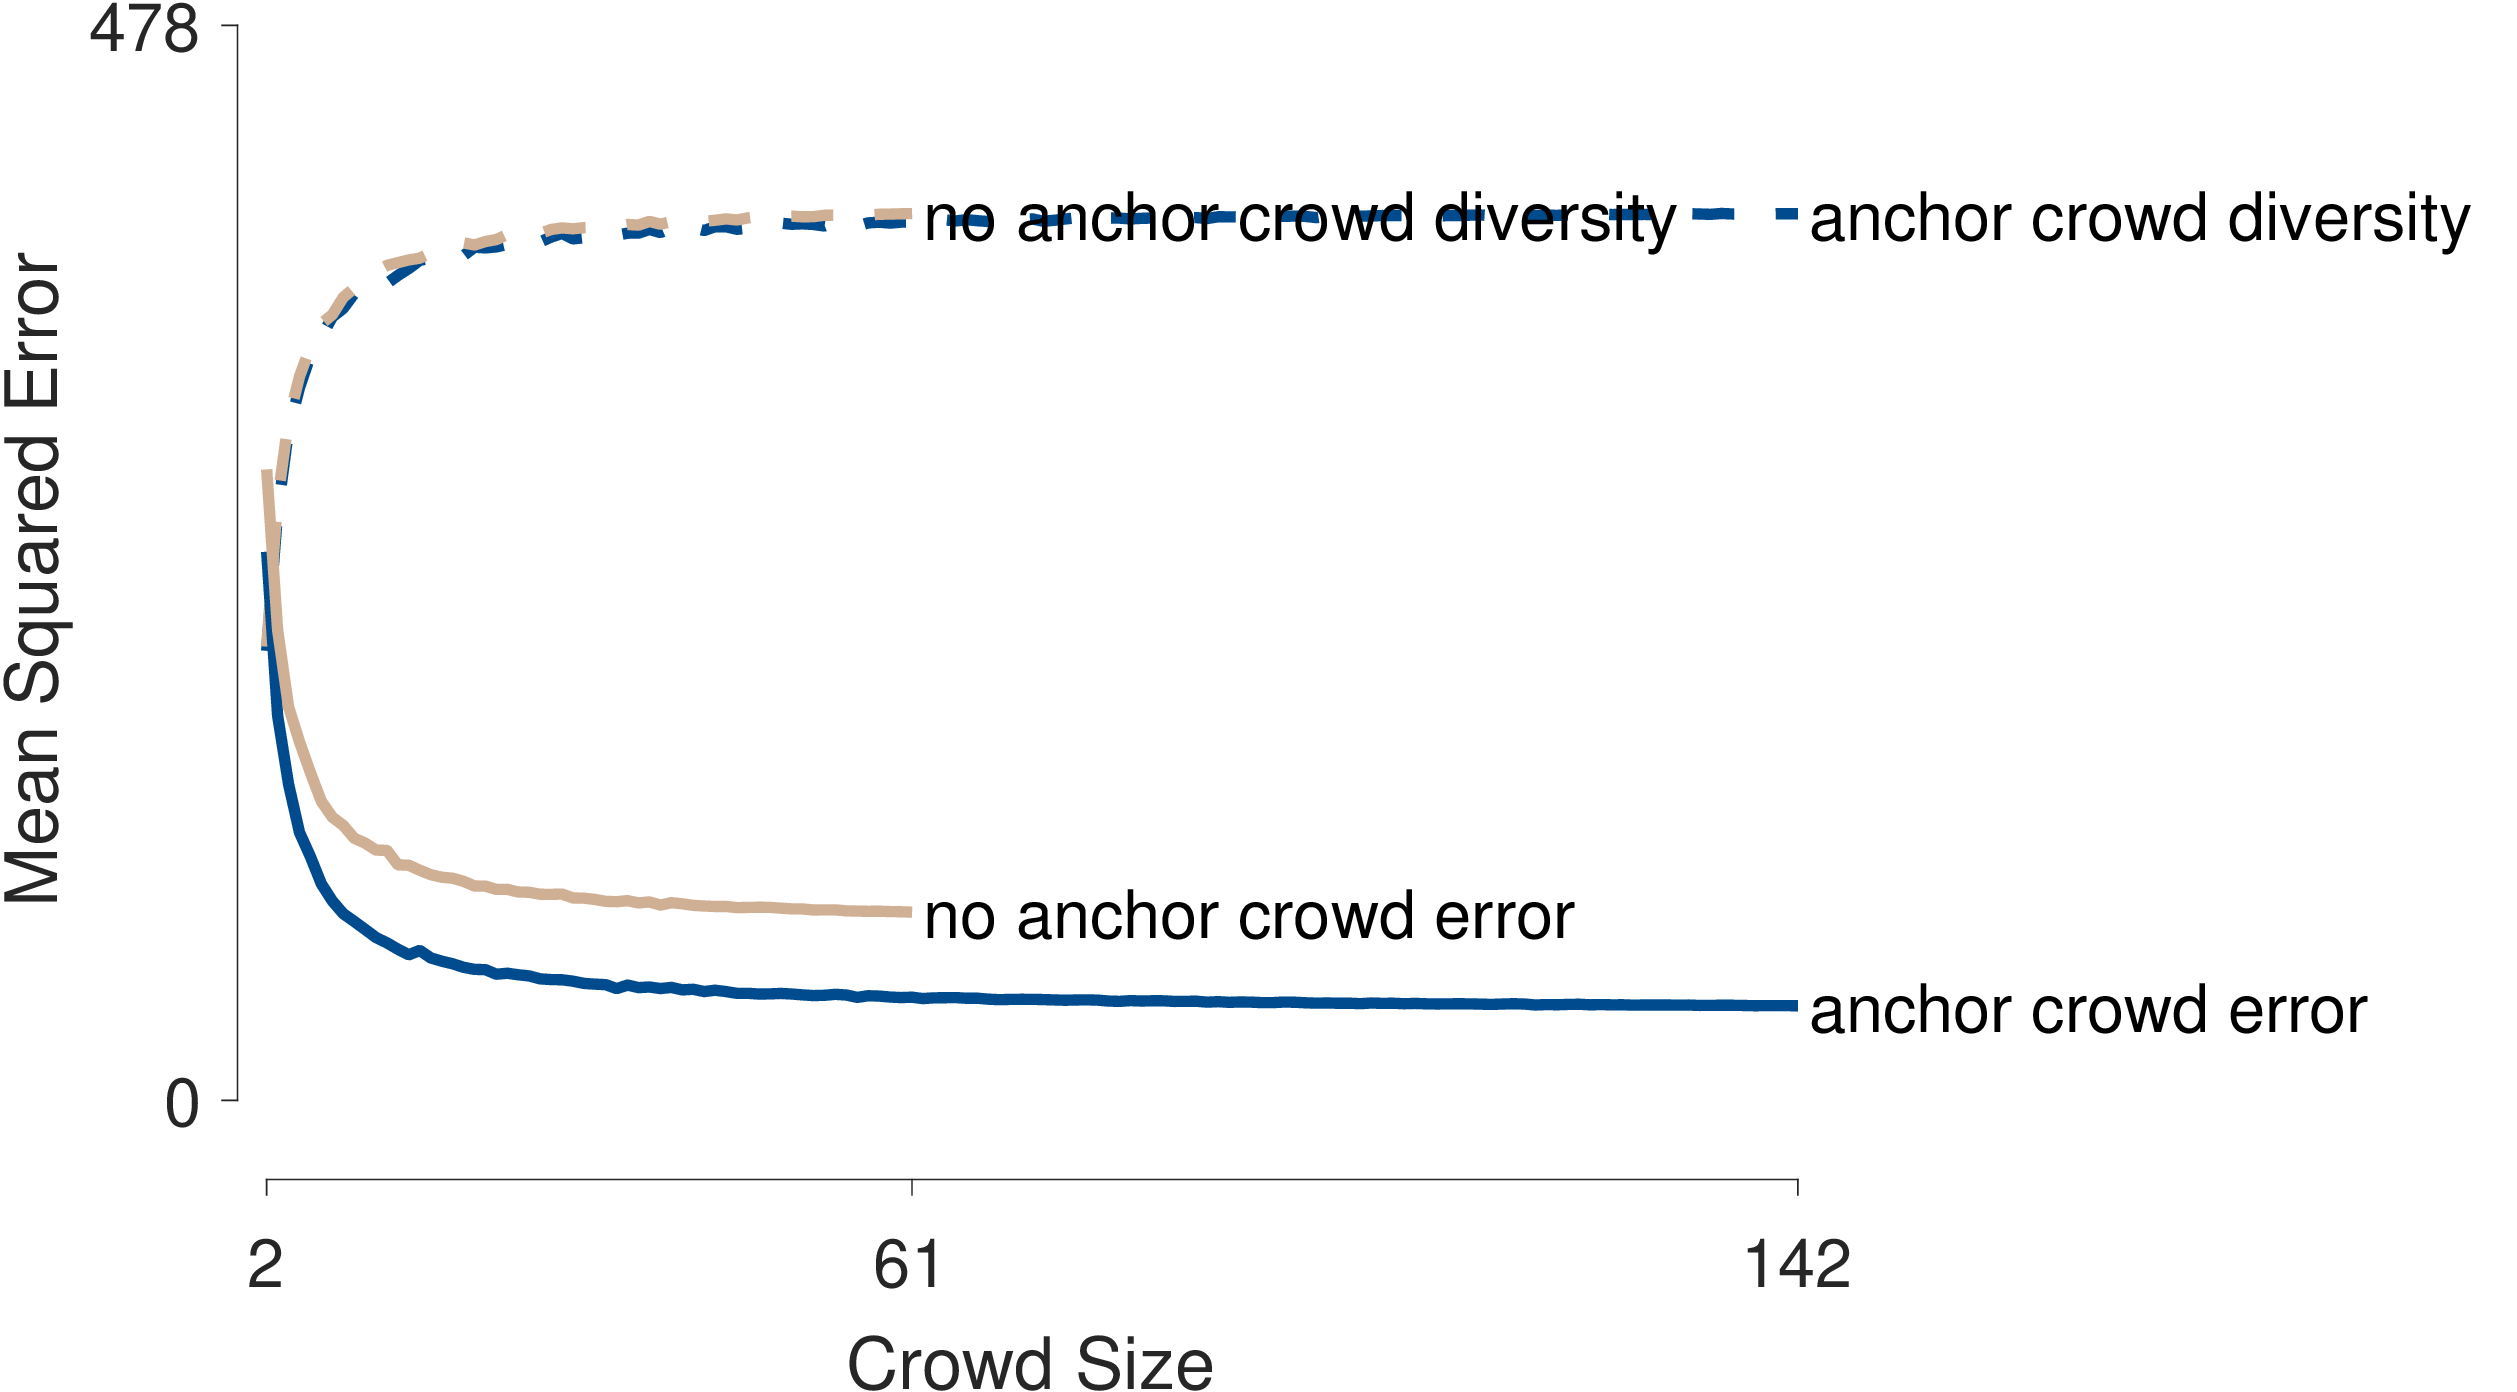 478
no anchor crowd diversity
anchor crowd diversity
Mean Squared Error
no anchor crowd error
anchor crowd error
0
2
61
142
Crowd Size